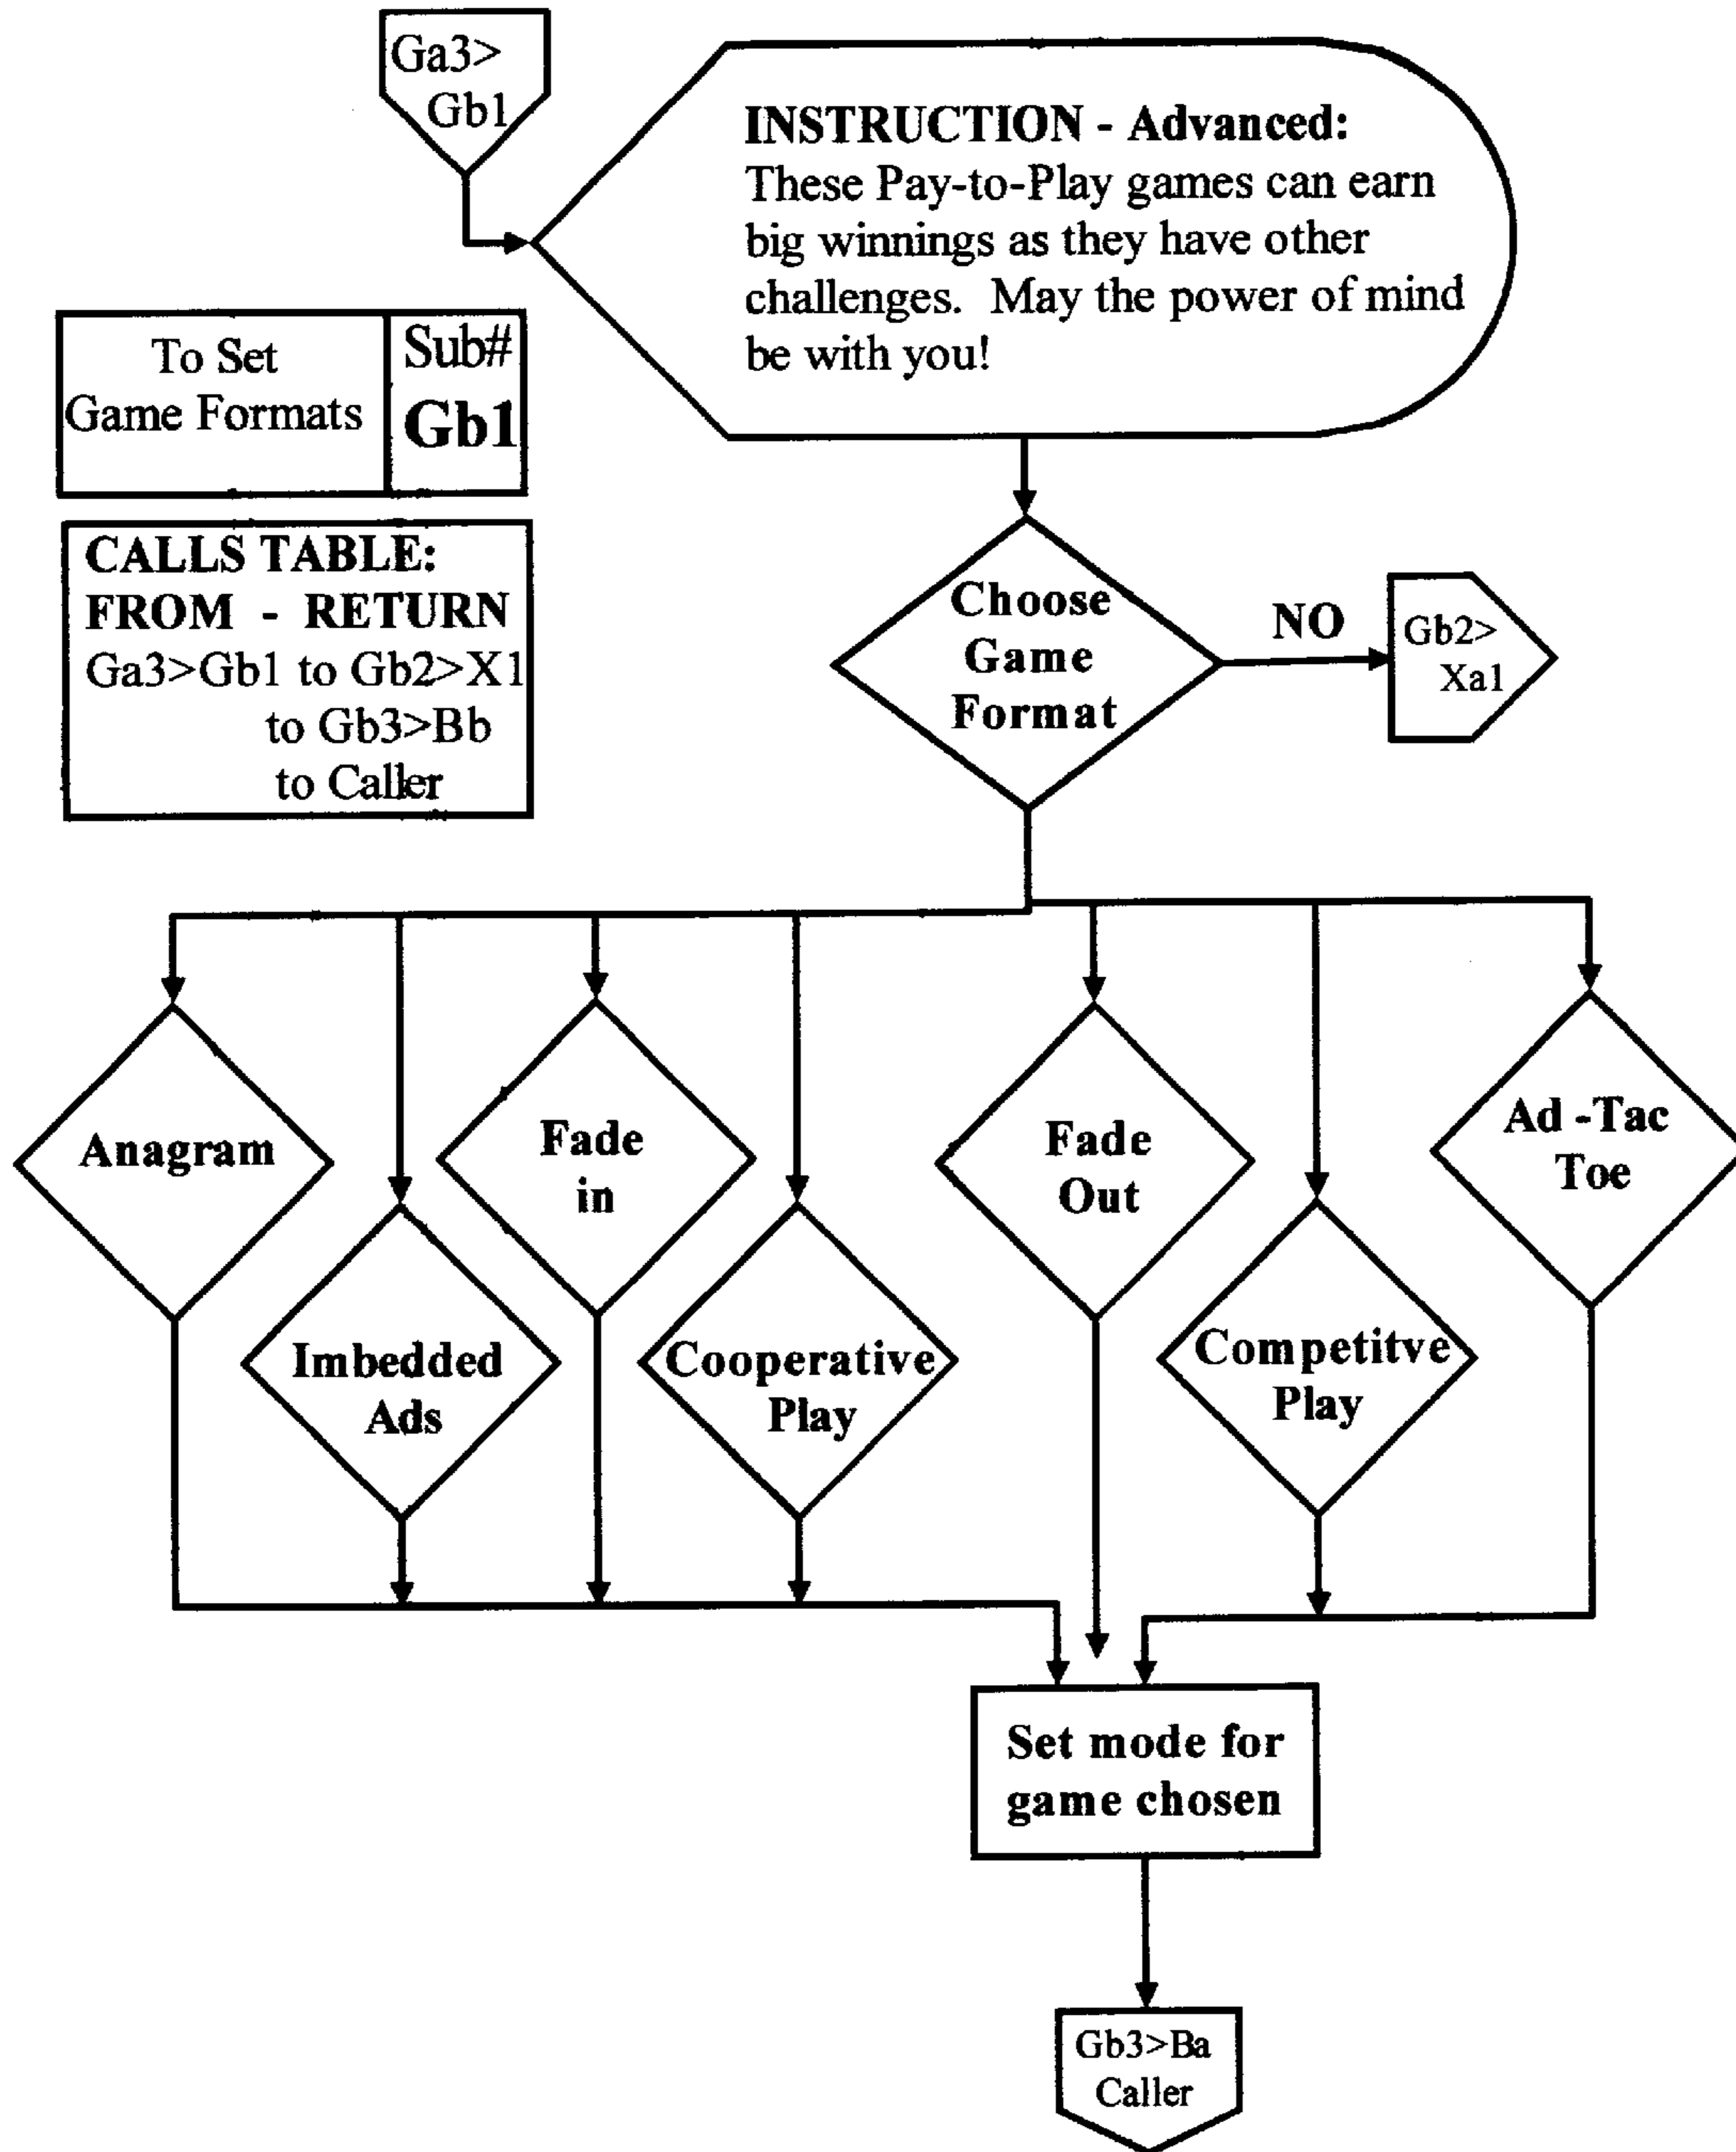 Ga3>
Gb1
INSTRUCTION - Advanced:
These Pay-to-Play games can earn
big winnings as they have other
challenges.  May the power of mind
be with you!
To Set
Game Formats
Sub#
Gb1
CALLS TABLE:
FROM - RETURN
Ga3>Gb1 to Gb2>X1
to Gb3>Bb
to Caller
Choose
Game
Format
NO
Gb2>
Xa1
Anagram
Imbedded
Ads
Fade
in
Cooperative
Play
Fade
Out
Competitve
Play
Ad -Tac
Toe
Set mode for
game chosen
Gb3>Ba
Caller